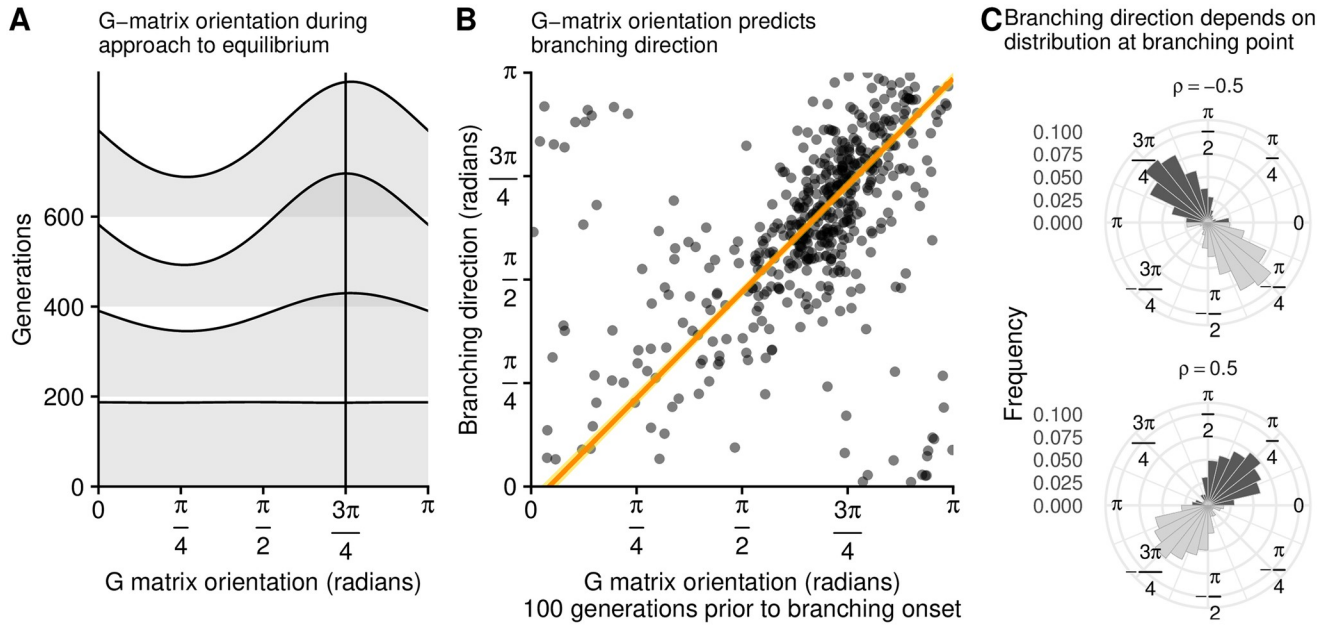 A
G−matrix orientation during
approach to equilibrium
Generations
600
400
200
0
0
π
4
π
2
3π
4
π
G matrix orientation (radians)
B
G−matrix orientation predicts
branching direction
Branching direction (radians)
π
3π
4
π
2
π
4
0
0
π
4
π
2
3π
4
π
G matrix orientation (radians)
100 generations prior to branching onset
C
Branching direction depends on
distribution at branching point
Frequency
ρ = −0.5
0.100
0.075
0.050
0.025
0.000
π
2
π
4
0
π
−4
π
−2
3π
−4
π
3π
4
ρ = 0.5
0.100
0.075
0.050
0.025
0.000
π
2
π
4
0
π
−4
π
−2
3π
−4
π
3π
4